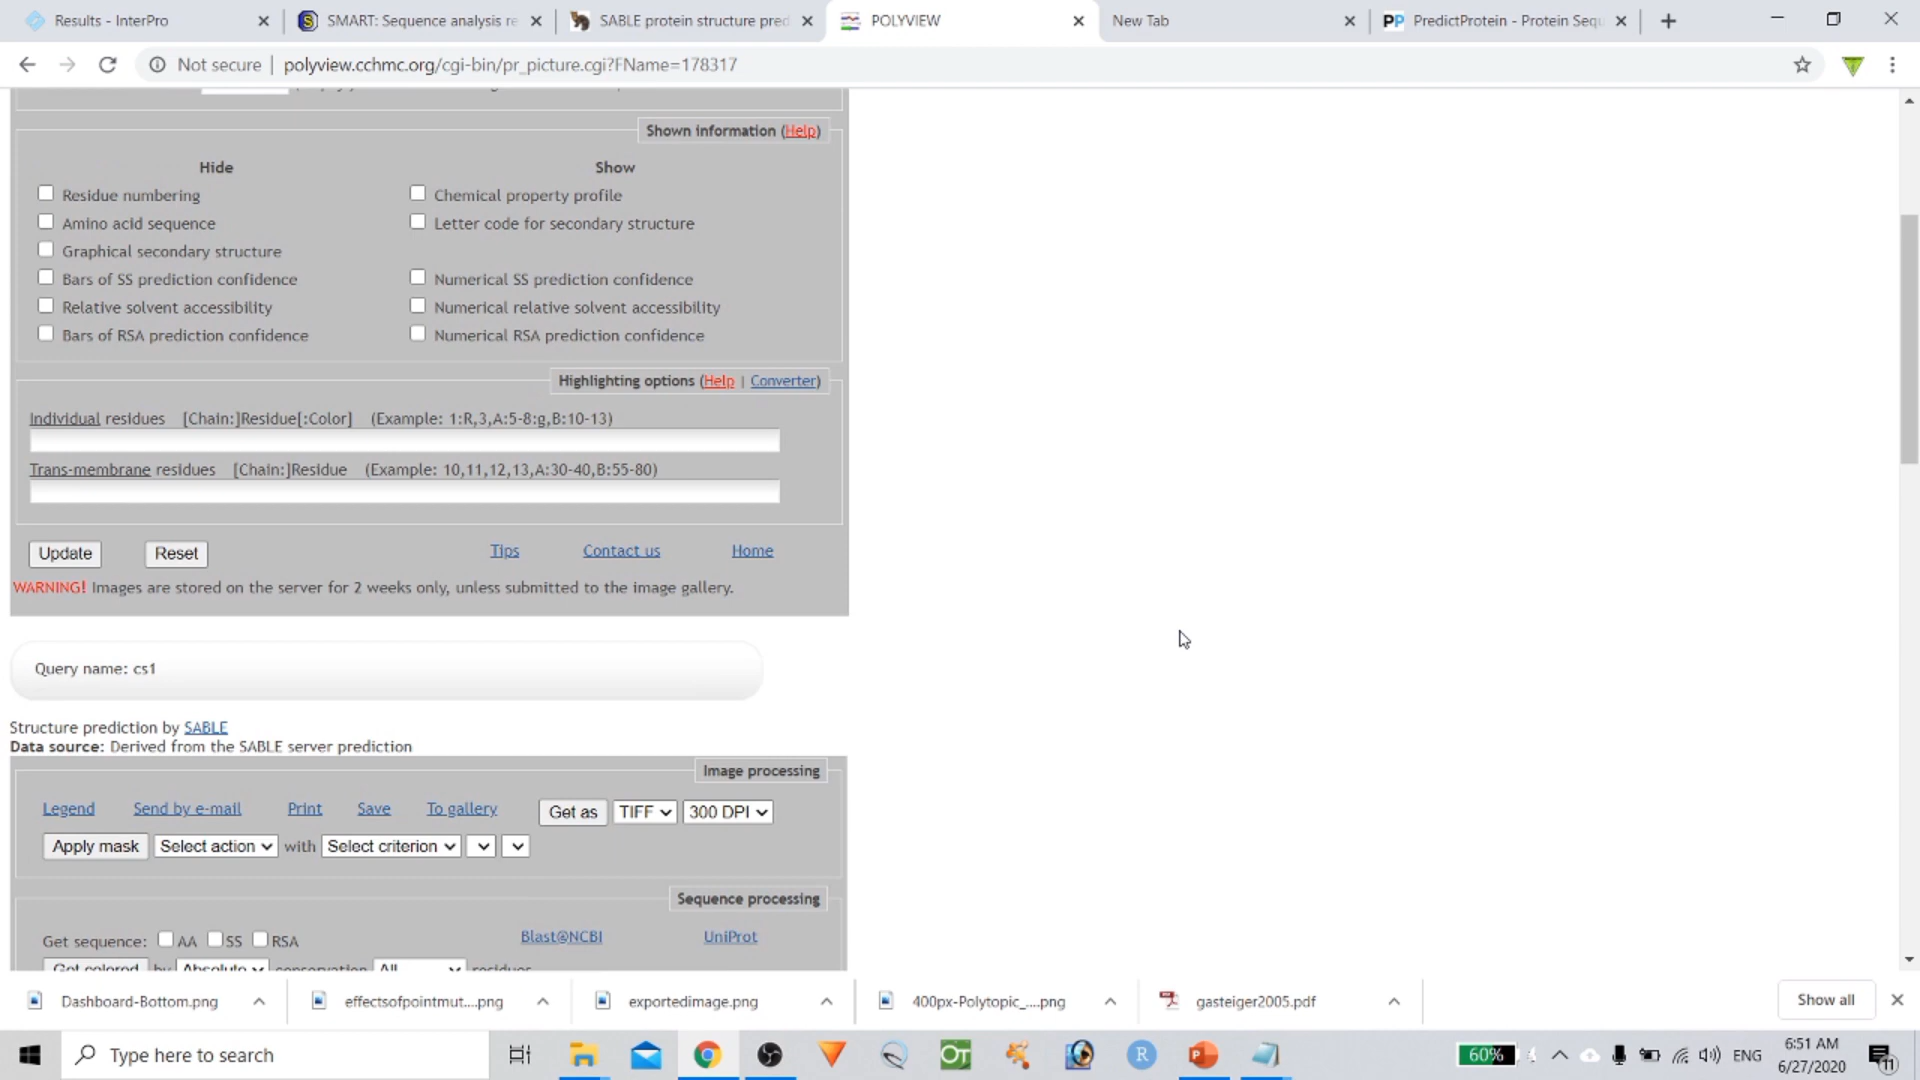 Results - InterPro
SMART: Sequence analysis re
SABLE protein structure pred
POLYVIEW
New Tab
PredictProtein - Protein Sequ
Not secure | polyview.cchmc.org/cgi-bin/pr_picture.cgi?FName=178317
Shown information (Help)
Hide Show
Residue numbering Chemical property profile
Amino acid sequence Letter code for secondary structure
Graphical secondary structure
Bars of SS prediction confidence Numerical SS prediction confidence
Relative solvent accessibility Numerical relative solvent accessibility
Bars of RSA prediction confidence Numerical RSA prediction confidence
Highlighting options (Help | Converter)
Individual residues [Chain:]Residue[:Color] (Example: 1:R,3,A:5-8:g,B:10-13)
Trans-membrane residues [Chain:]Residue (Example: 10,11,12,13,A:30-40,B:55-80)
Update Reset Tips Contact us Home
WARNING! Images are stored on the server for 2 weeks only, unless submitted to the image gallery.
Query name: cs1
Structure prediction by SABLE
Data source: Derived from the SABLE server prediction
Image processing
Legend Send by e-mail Print Save To gallery Get as TIFF 300 DPI
Apply mask Select action with Select criterion
Sequence processing
Get sequence: AA SS RSA Blast@NCBI UniProt
Get colored by Absolute conservation All residues
Dashboard-Bottom.png
effectsofpointmut....png
exportedimage.png
400px-Polytopic_....png
gasteiger2005.pdf
Show all
Type here to search
60%
ENG
6:51 AM
6/27/2020
11